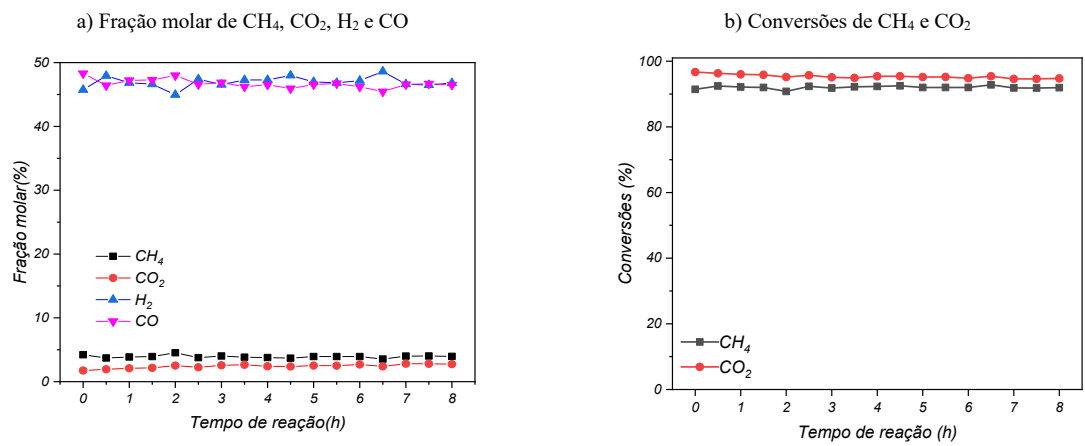 a) Fração molar de CH₄, CO₂, H₂ e CO
50
40
30
20
10
0
Fração molar(%)
CH₄
CO₂
H₂
CO
0 1 2 3 4 5 6 7 8
Tempo de reação(h)
b) Conversões de CH₄ e CO₂
100
80
60
40
20
0
Conversões (%)
CH₄
CO₂
0 1 2 3 4 5 6 7 8
Tempo de reação (h)